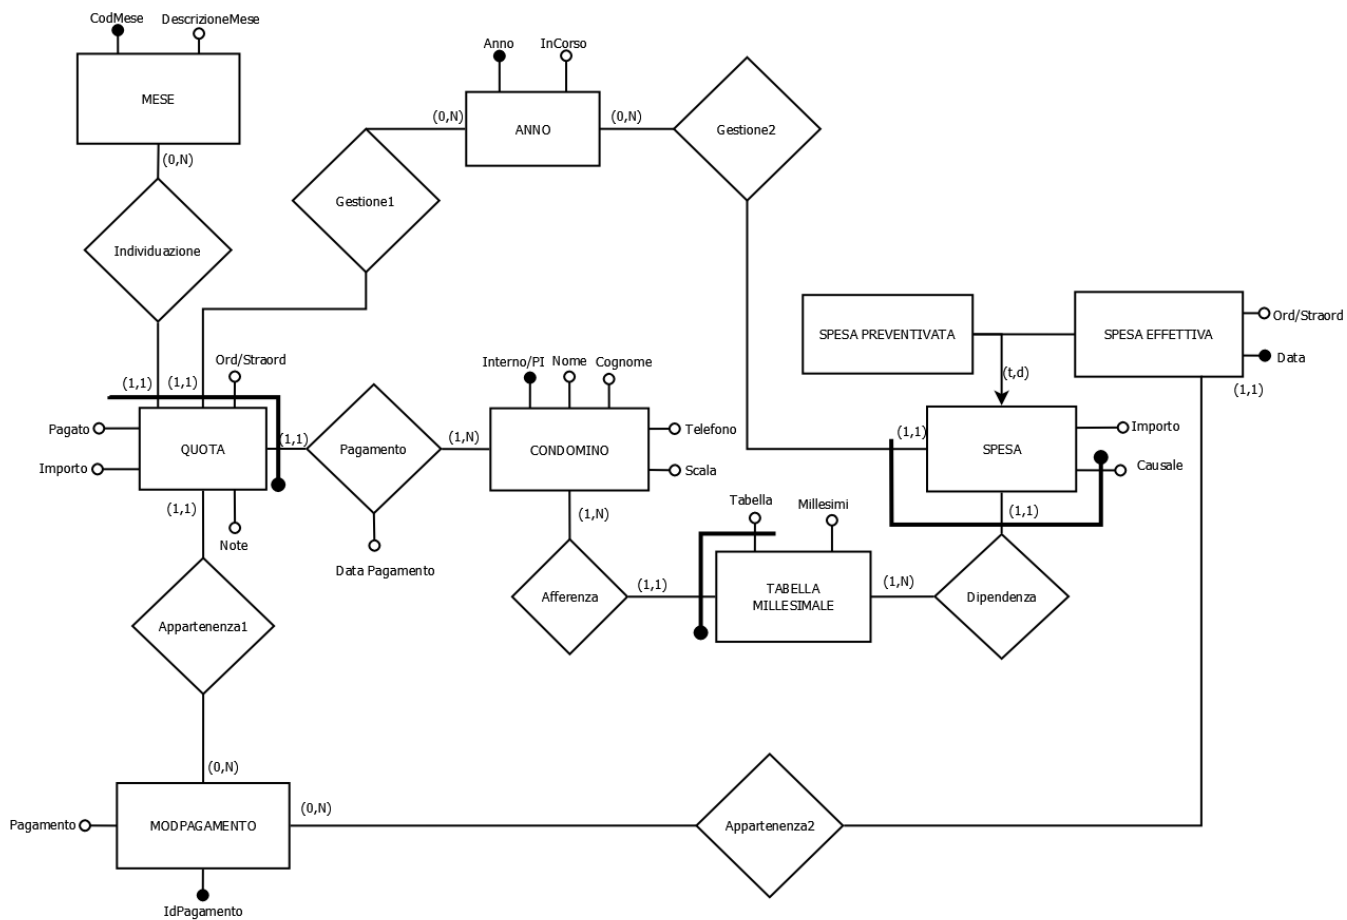 CodMese
DescrizioneMese
MESE
(0,N)
Individuazione
(1,1)
Anno
InCorso
(0,N)
ANNO
(0,N)
Gestione1
Gestione2
(1,1)
Ord/Straord
Pagato
Importo
QUOTA
(1,1)
Note
(1,1)
Pagamento
Data Pagamento
(1,N)
Interno/PI
Nome
Cognome
CONDOMINO
Telefono
Scala
(1,N)
Afferenza
(1,1)
Tabella
Millesimi
TABELLA
MILLESIMALE
(1,N)
Dipendenza
(1,1)
(1,1)
SPESA
Importo
Causale
(t,d)
SPESA PREVENTIVATA
SPESA EFFETTIVA
Ord/Straord
Data
(1,1)
Appartenenza1
(0,N)
Pagamento
MODPAGAMENTO
(0,N)
IdPagamento
Appartenenza2